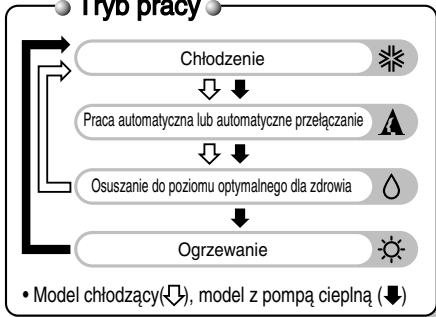 Tryb pracy
Chłodzenie
Praca automatyczna lub automatyczne przełączanie
Osuszanie do poziomu optymalnego dla zdrowia
Ogrzewanie
• Model chłodzący(⇩), model z pompą cieplną (⬇)